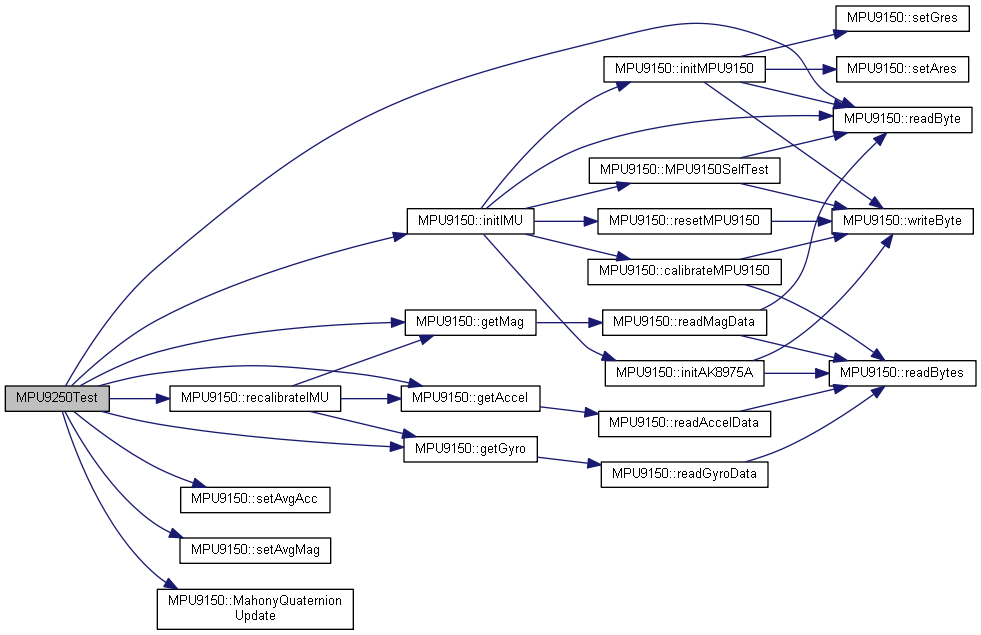 MPU9150::setGres
MPU9150::initMPU9150
MPU9150::setAres
MPU9150::readByte
MPU9150::MPU9150SelfTest
MPU9150::initIMU
MPU9150::resetMPU9150
MPU9150::writeByte
MPU9150::calibrateMPU9150
MPU9150::getMag
MPU9150::readMagData
MPU9150::initAK8975A
MPU9150::readBytes
MPU9250Test
MPU9150::recalibrateIMU
MPU9150::getAccel
MPU9150::readAccelData
MPU9150::getGyro
MPU9150::readGyroData
MPU9150::setAvgAcc
MPU9150::setAvgMag
MPU9150::MahonyQuaternion
Update